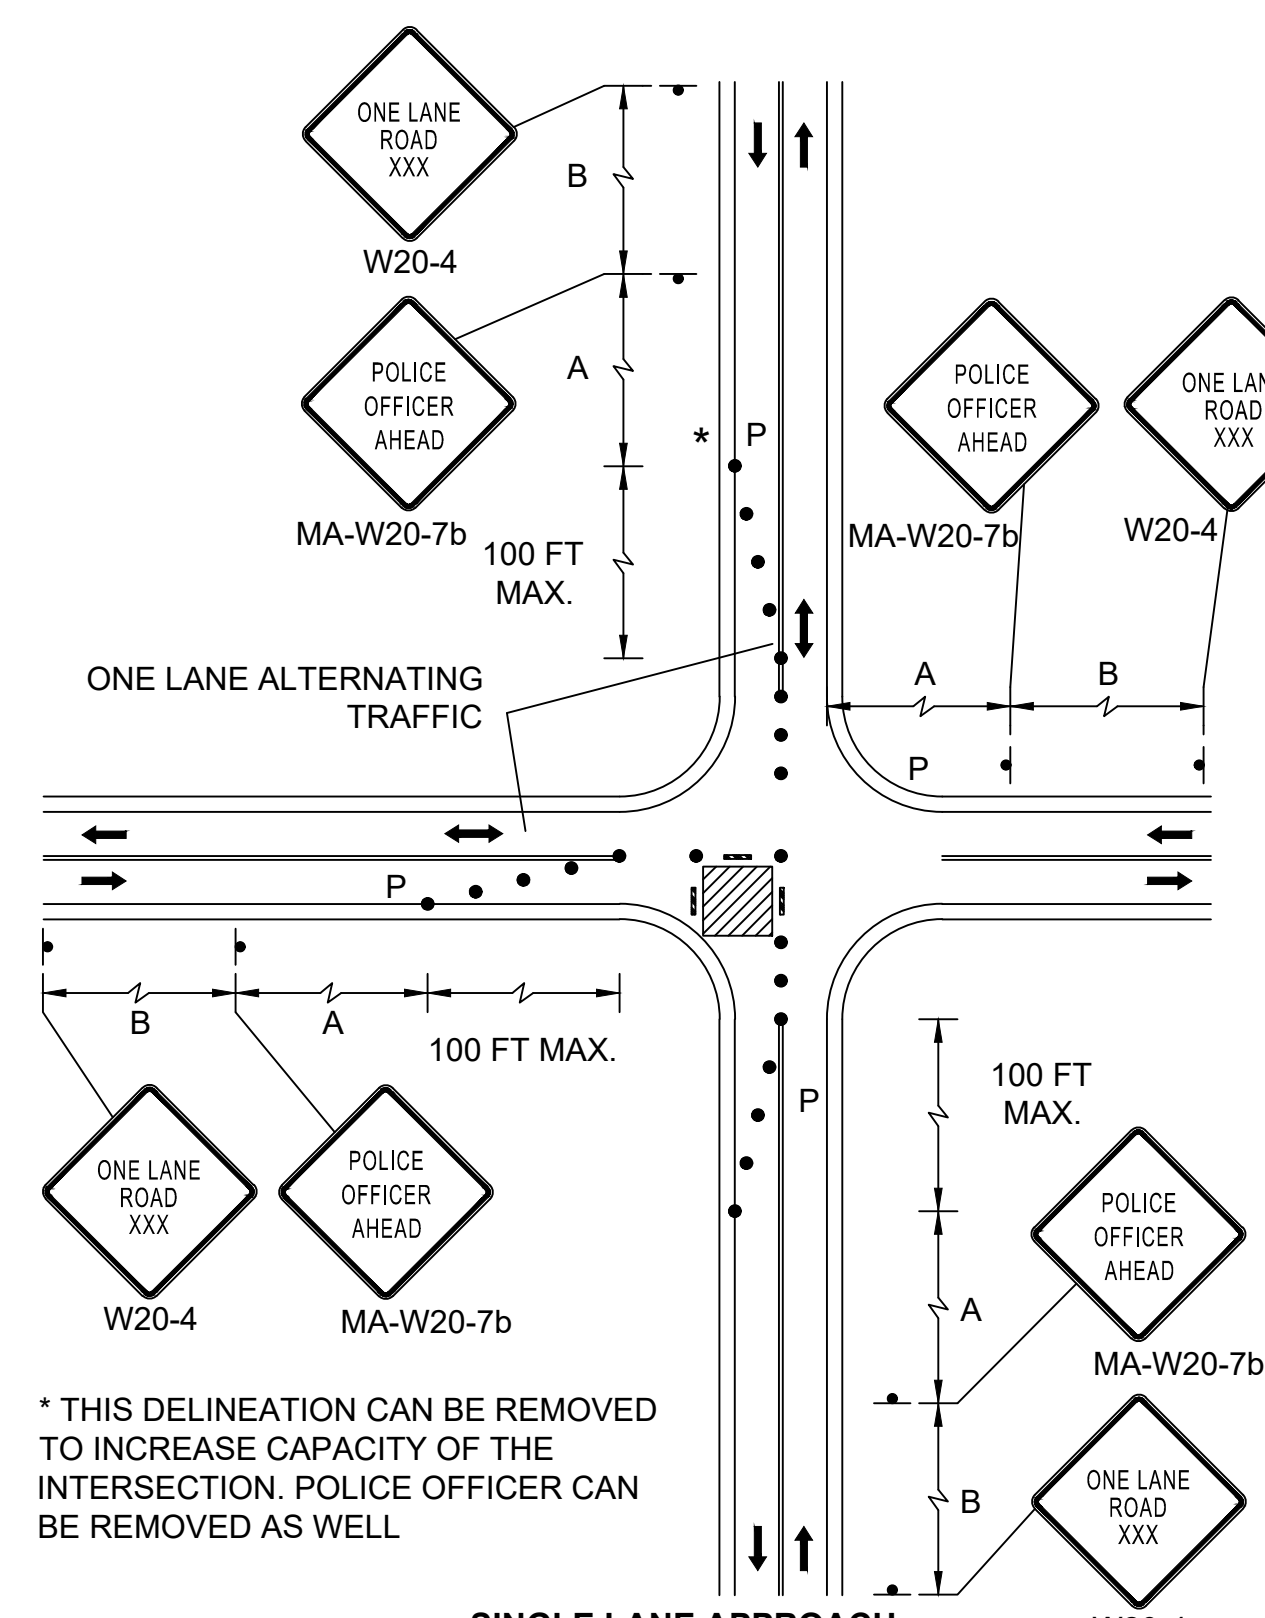 ONE LANE
ROAD
XXX
W20-4
B
POLICE
OFFICER
AHEAD
MA-W20-7b
A
* P
100 FT
MAX.
POLICE
OFFICER
AHEAD
MA-W20-7b
ONE LAN
ROAD
XXX
W20-4
ONE LANE ALTERNATING
TRAFFIC
A
B
P
P
B
A
100 FT MAX.
ONE LANE
ROAD
XXX
W20-4
POLICE
OFFICER
AHEAD
MA-W20-7b
P
100 FT
MAX.
A
POLICE
OFFICER
AHEAD
MA-W20-7b
B
ONE LANE
ROAD
XXX
* THIS DELINEATION CAN BE REMOVED
TO INCREASE CAPACITY OF THE
INTERSECTION. POLICE OFFICER CAN
BE REMOVED AS WELL
SINGLE LANE APPROACH